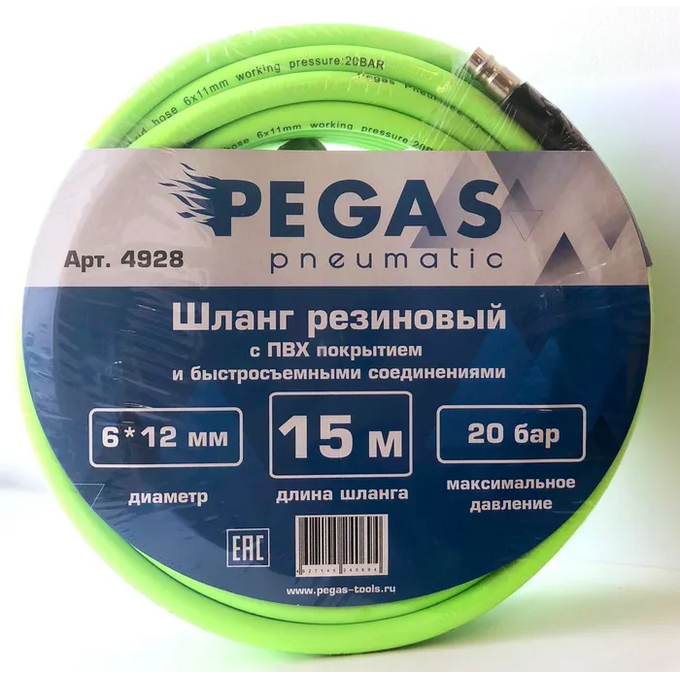 hose 6x11mm working pressure:20BAR
Pegas Pneumatic
hose 6x11mm working pressure:20
PEGAS
pneumatic
Арт. 4928
Шланг резиновый
с ПВХ покрытием
и быстросъемными соединениями
6*12 мм
15 м
20 бар
диаметр
длина шланга
максимальное
давление
EAC
www.pegas-tools.ru